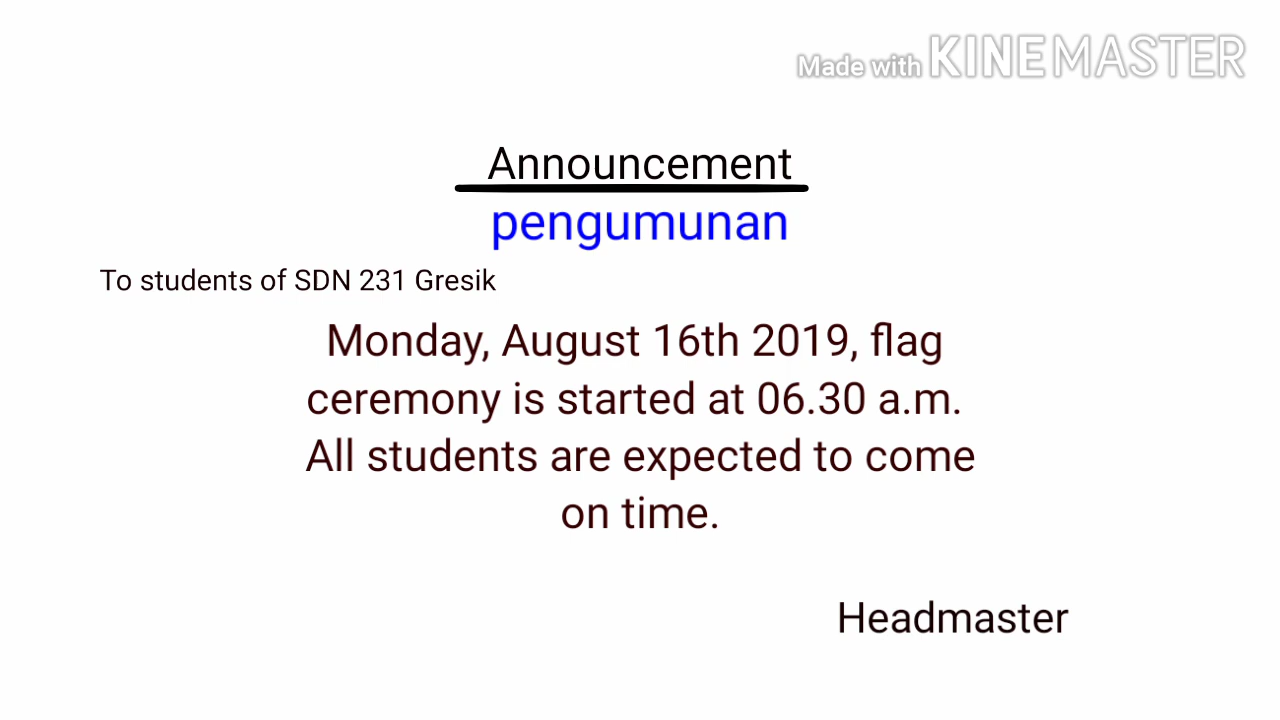 Made with KINEMASTER
Announcement
pengumunan
To students of SDN 231 Gresik
Monday, August 16th 2019, flag
ceremony is started at 06.30 a.m.
All students are expected to come
on time.
Headmaster